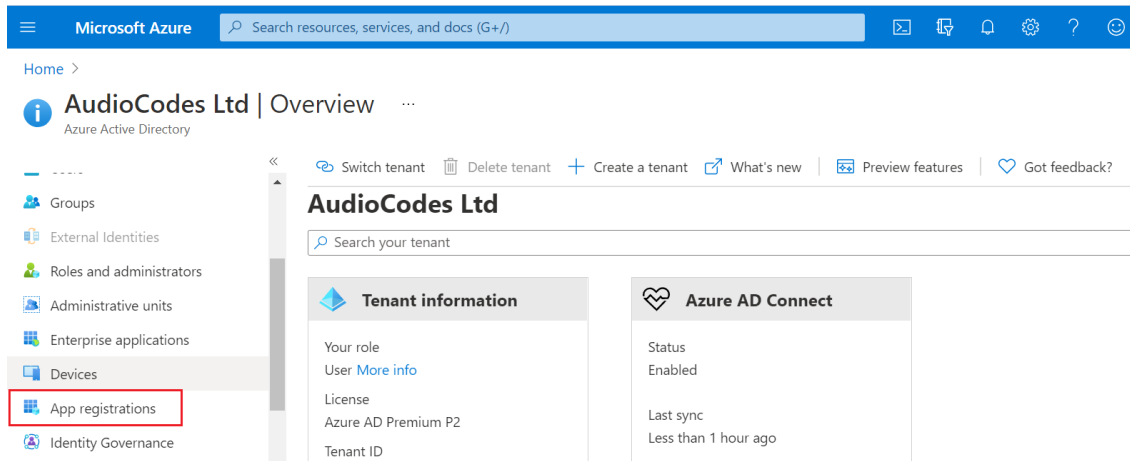 Microsoft Azure
Search resources, services, and docs (G+/)
Home >
AudioCodes Ltd | Overview ...
Azure Active Directory
«
Switch tenant
Delete tenant
Create a tenant
What's new
Preview features
Got feedback?
Groups
External Identities
Roles and administrators
Administrative units
Enterprise applications
Devices
App registrations
Identity Governance
AudioCodes Ltd
Search your tenant
Tenant information
Your role
User More info
License
Azure AD Premium P2
Tenant ID
Azure AD Connect
Status
Enabled
Last sync
Less than 1 hour ago